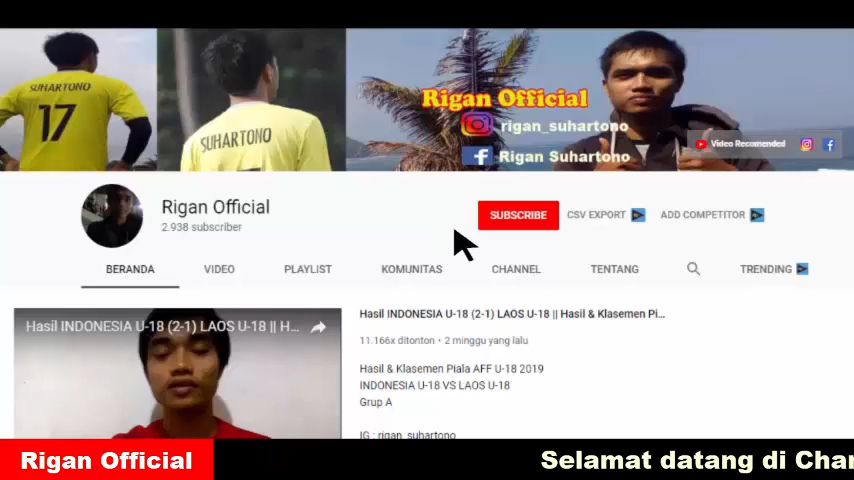 SUHARTONO
17
SUHARTONO
Rigan Official
rigan_suhartono
Rigan Suhartono
Video Recomended
Rigan Official
2.938 subscriber
SUBSCRIBE
CSV EXPORT
ADD COMPETITOR
BERANDA
VIDEO
PLAYLIST
KOMUNITAS
CHANNEL
TENTANG
TRENDING
Hasil INDONESIA U-18 (2-1) LAOS U-18 || H...
Hasil INDONESIA U-18 (2-1) LAOS U-18 || Hasil & Klasemen Pi...
11.166x ditonton • 2 minggu yang lalu
Hasil & Klasemen Piala AFF U-18 2019
INDONESIA U-18 VS LAOS U-18
Grup A
IG : rigan_suhartono
Rigan Official
Selamat datang di Chan